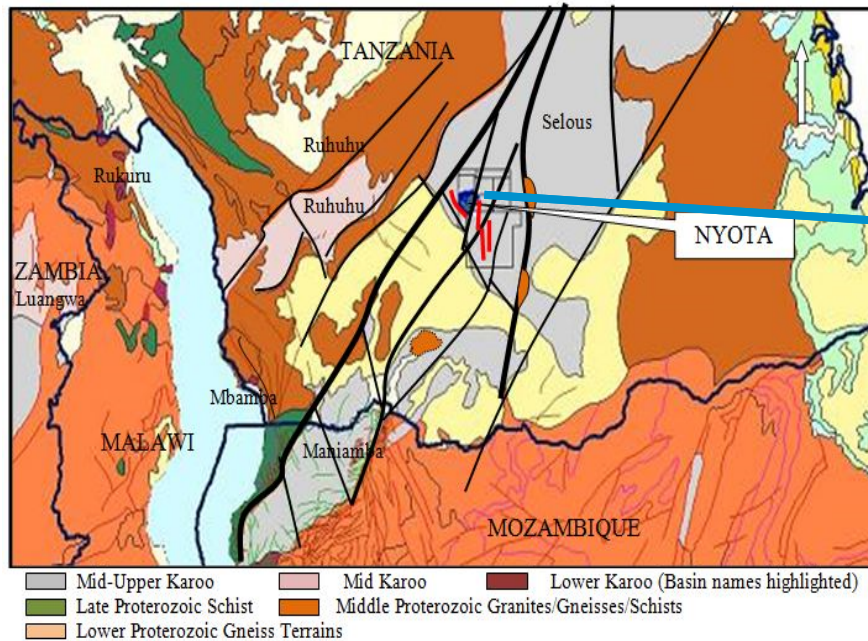 TANZANIA
Selous
Ruhuhu
Rukuru
Ruhuhu
NYOTA
ZAMBIA
Luangwa
Mbamba
MALAWI
Maniamba
MOZAMBIQUE
Mid-Upper Karoo
Mid Karoo
Lower Karoo (Basin names highlighted)
Late Proterozoic Schist
Middle Proterozoic Granites/Gneisses/Schists
Lower Proterozoic Gneiss Terrains